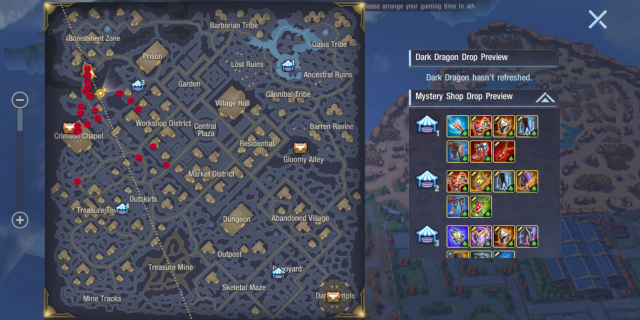 please arrange your gaming time in adv
Barbarian Tribe
Banishment Zone
Oasis Tribe
Prison
Lost Ruins
Ancestral Ruins
Garden
Cannibal Tribe
Village Hall
Workshop District
Central
Plaza
Barren Ravine
Crimson Chapel
Residential
Gloomy Alley
Market District
Outskirts
Treasure
Dungeon
Abandoned Village
Outpost
Treasure Mine
Skeletal Maze
Mine Tracks
Dark Dragon Drop Preview
Dark Dragon hasn't refreshed.
Mystery Shop Drop Preview
1
2
3